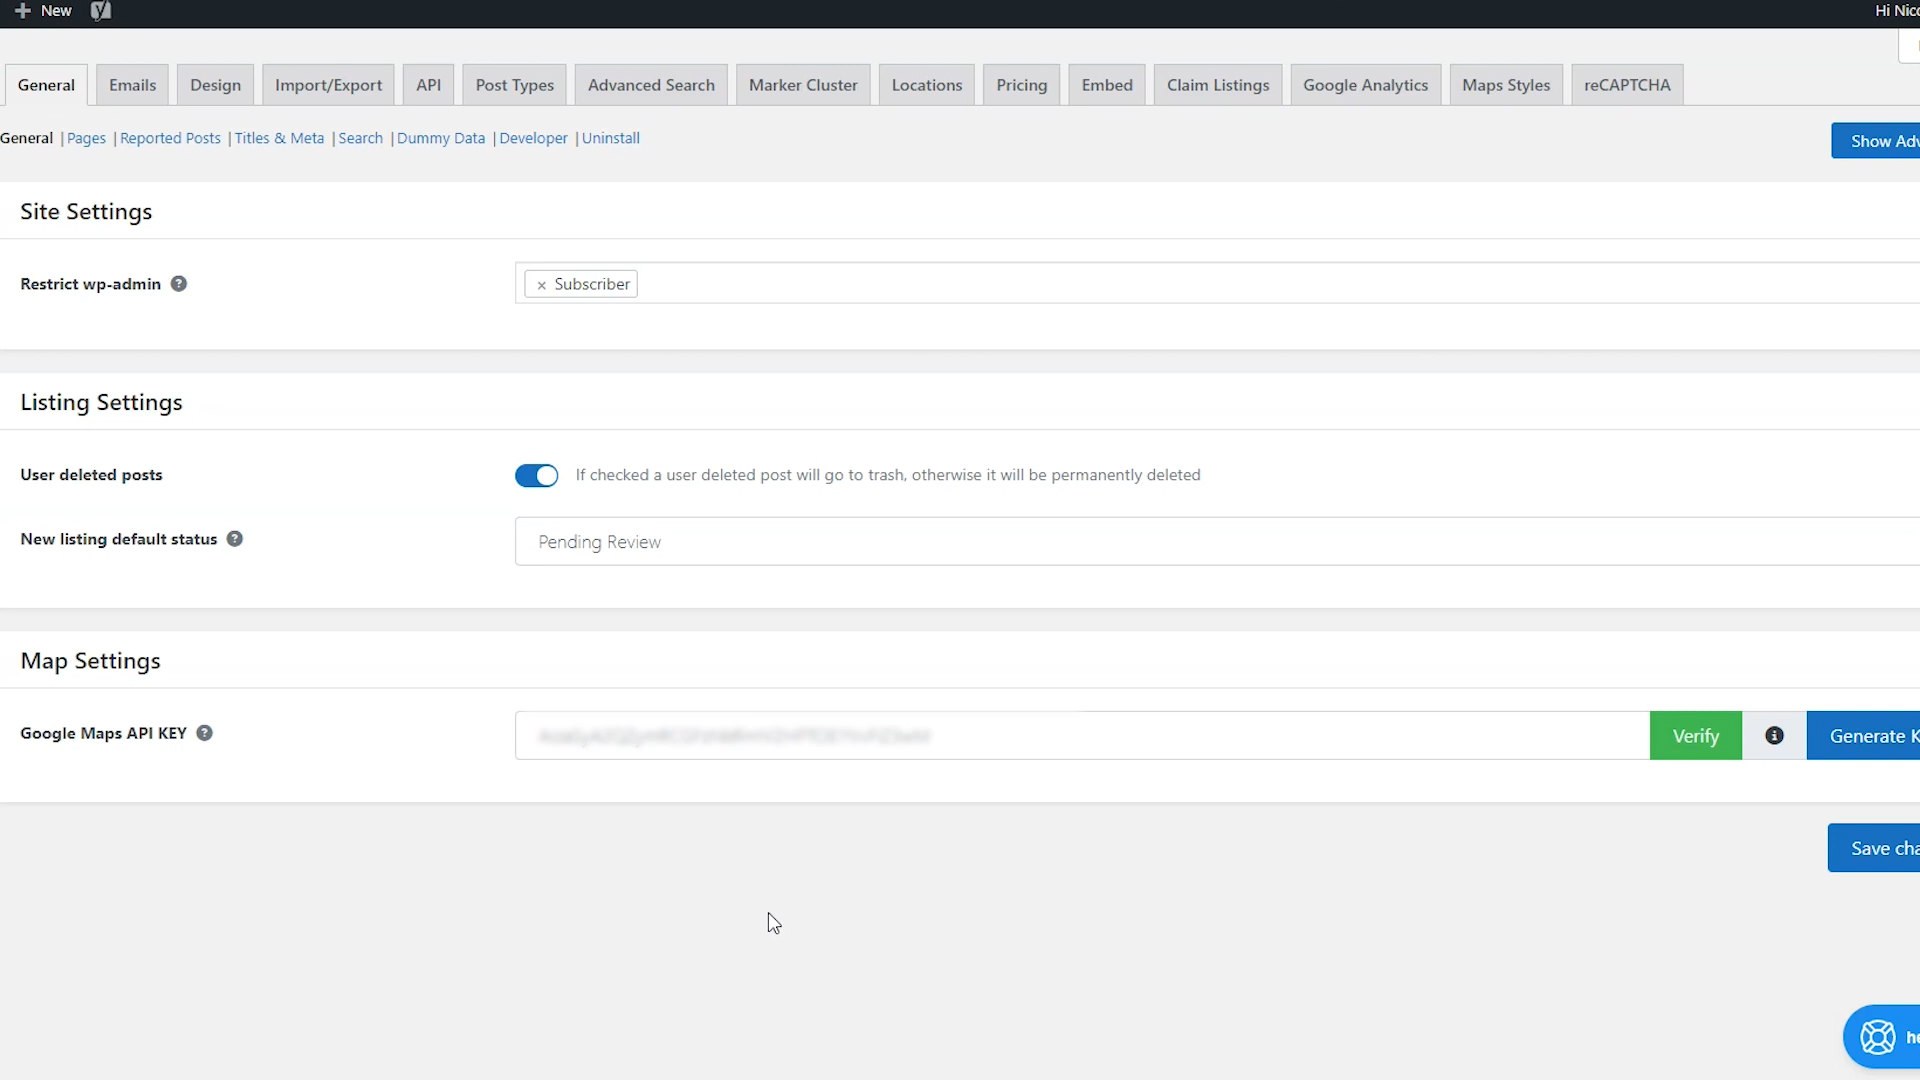 New
Hi Nico
General Emails Design Import/Export API Post Types Advanced Search Marker Cluster Locations Pricing Embed Claim Listings Google Analytics Maps Styles reCAPTCHA
General | Pages | Reported Posts | Titles & Meta | Search | Dummy Data | Developer | Uninstall
Show Adv
Site Settings
Restrict wp-admin ?
× Subscriber
Listing Settings
User deleted posts
If checked a user deleted post will go to trash, otherwise it will be permanently deleted
New listing default status ?
Pending Review
Map Settings
Google Maps API KEY ?
Verify
Generate K
Save cha
he